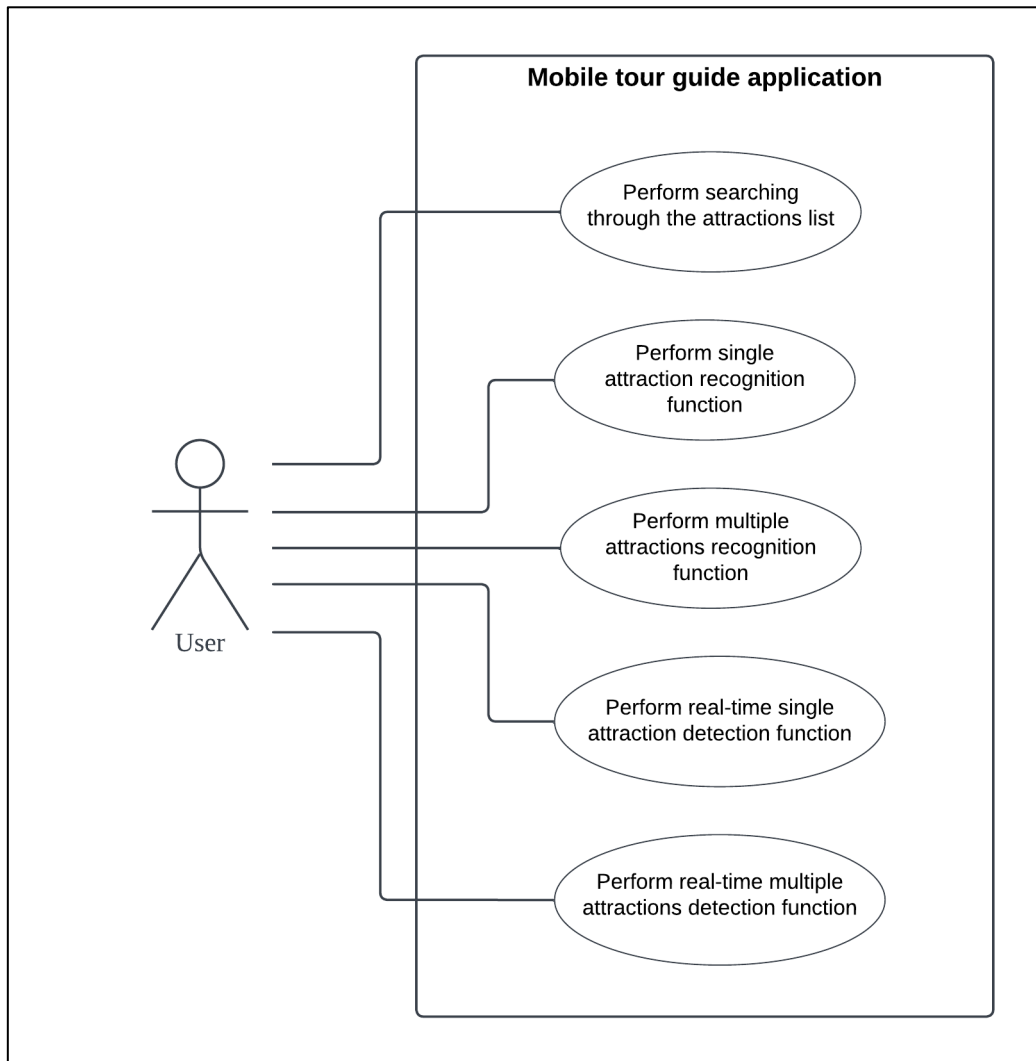 Mobile tour guide application
Perform searching
through the attractions list
Perform single
attraction recognition
function
Perform multiple
attractions recognition
function
User
Perform real-time single
attraction detection function
Perform real-time multiple
attractions detection function